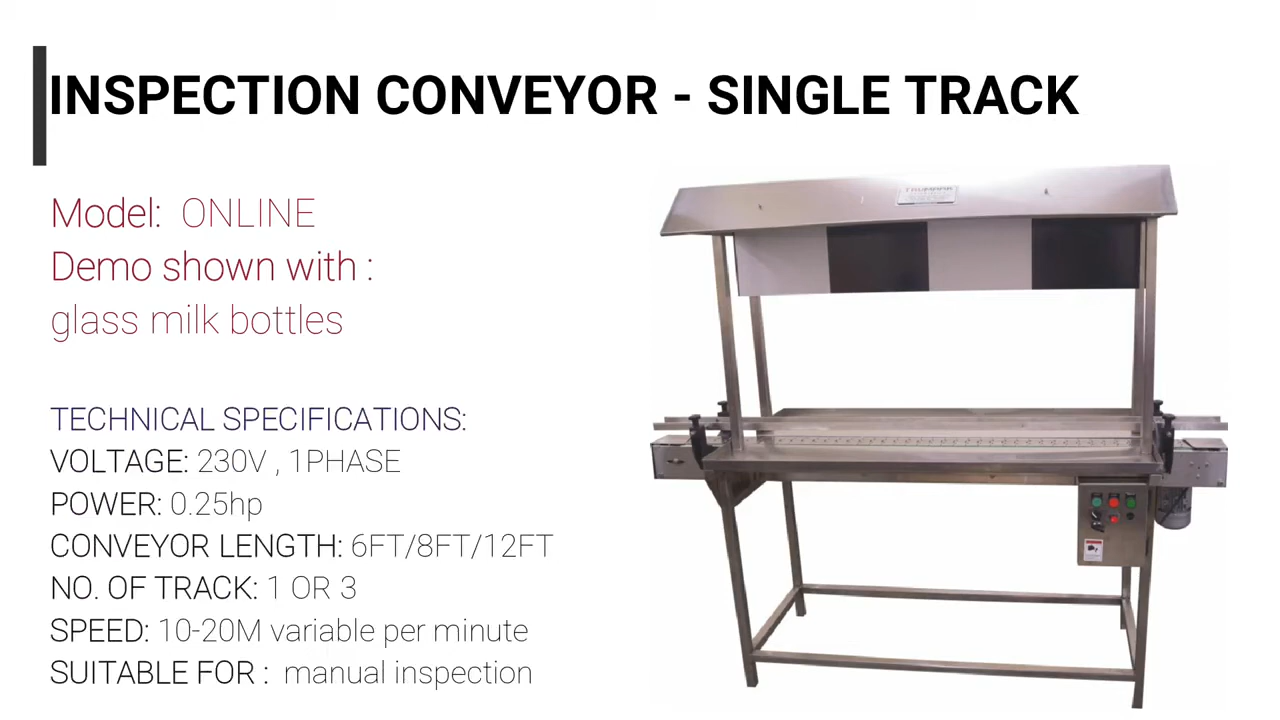 INSPECTION CONVEYOR - SINGLE TRACK
Model: ONLINE
Demo shown with :
glass milk bottles
TECHNICAL SPECIFICATIONS:
VOLTAGE: 230V , 1PHASE
POWER: 0.25hp
CONVEYOR LENGTH: 6FT/8FT/12FT
NO. OF TRACK: 1 OR 3
SPEED: 10-20M variable per minute
SUITABLE FOR : manual inspection